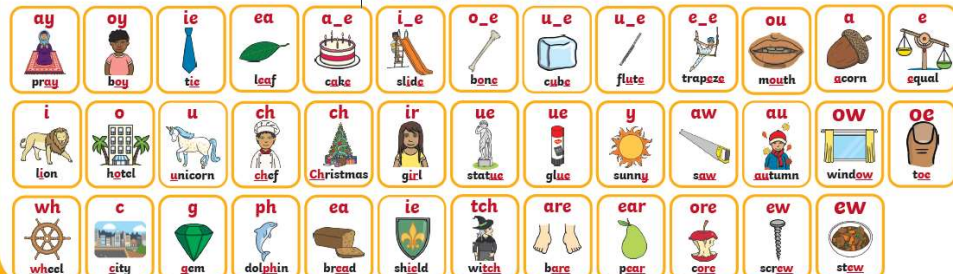 ay oy ie ea a_e i_e o_e u_e u_e e_e ou a e
pray boy tie leaf cake slide bone cube flute trapeze mouth acorn equal
i o u ch ch ir ue ue y aw au ow oe
lion hotel unicorn chef Christmas girl statue glue sunny saw autumn window toe
wh c g ph ea ie tch are ear ore ew ew
wheel city gem dolphin bread shield witch bare pear core screw stew